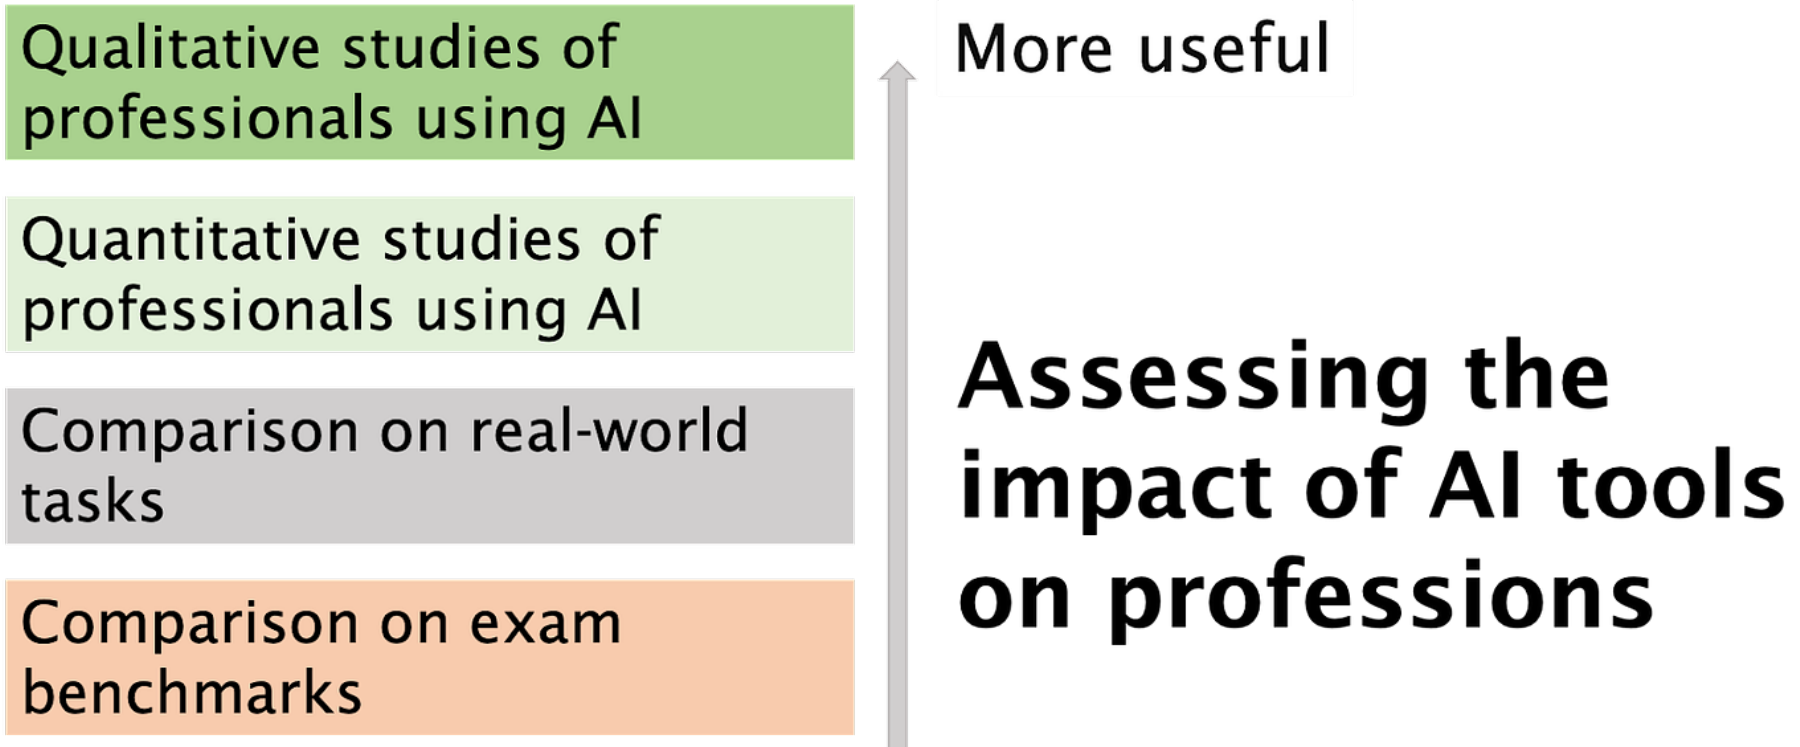 Qualitative studies of
professionals using AI
Quantitative studies of
professionals using AI
Comparison on real-world
tasks
Comparison on exam
benchmarks
More useful
Assessing the
impact of AI tools
on professions